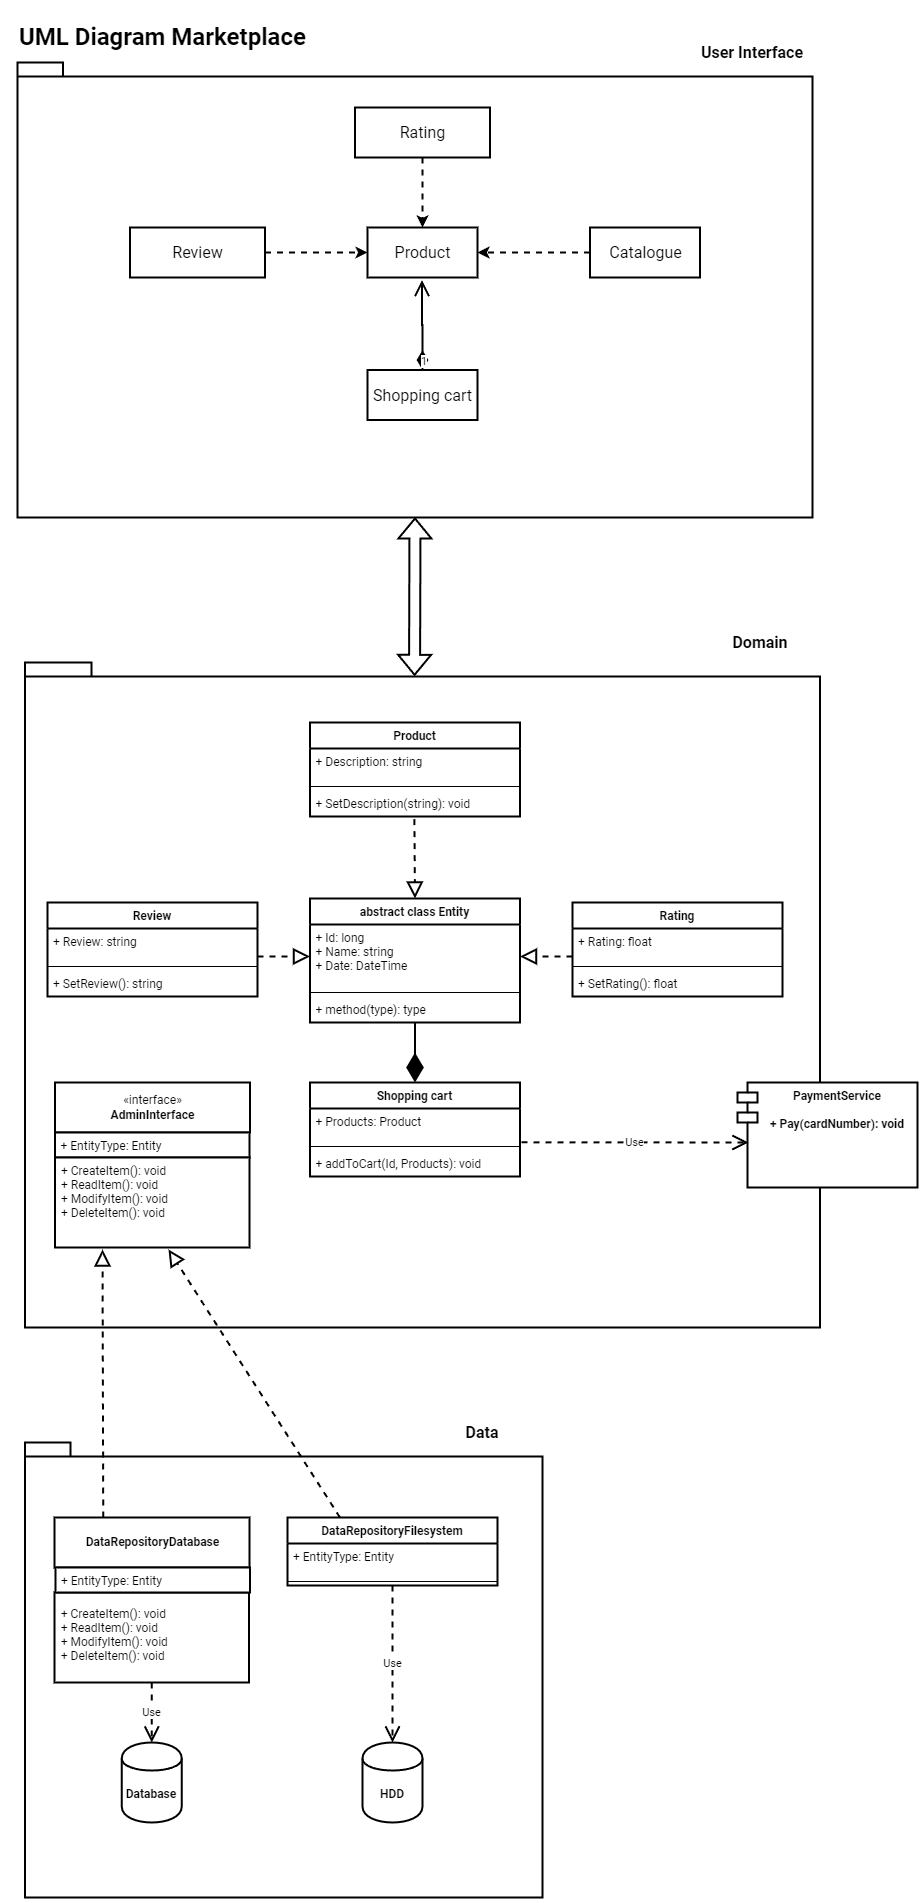 UML Diagram Marketplace
User Interface
Rating
Review
Product
Catalogue
1
Shopping cart
Domain
Product
+ Description: string
+ SetDescription(string): void
Review
+ Review: string
+ SetReview(): string
abstract class Entity
+ Id: long
+ Name: string
+ Date: DateTime
+ method(type): type
Rating
+ Rating: float
+ SetRating(): float
«interface»
AdminInterface
+ EntityType: Entity
+ CreateItem(): void
+ ReadItem(): void
+ ModifyItem(): void
+ DeleteItem(): void
Shopping cart
+ Products: Product
+ addToCart(Id, Products): void
Use
PaymentService
+ Pay(cardNumber): void
Data
DataRepositoryDatabase
+ EntityType: Entity
+ CreateItem(): void
+ ReadItem(): void
+ ModifyItem(): void
+ DeleteItem(): void
DataRepositoryFilesystem
+ EntityType: Entity
Use
Use
Database
HDD